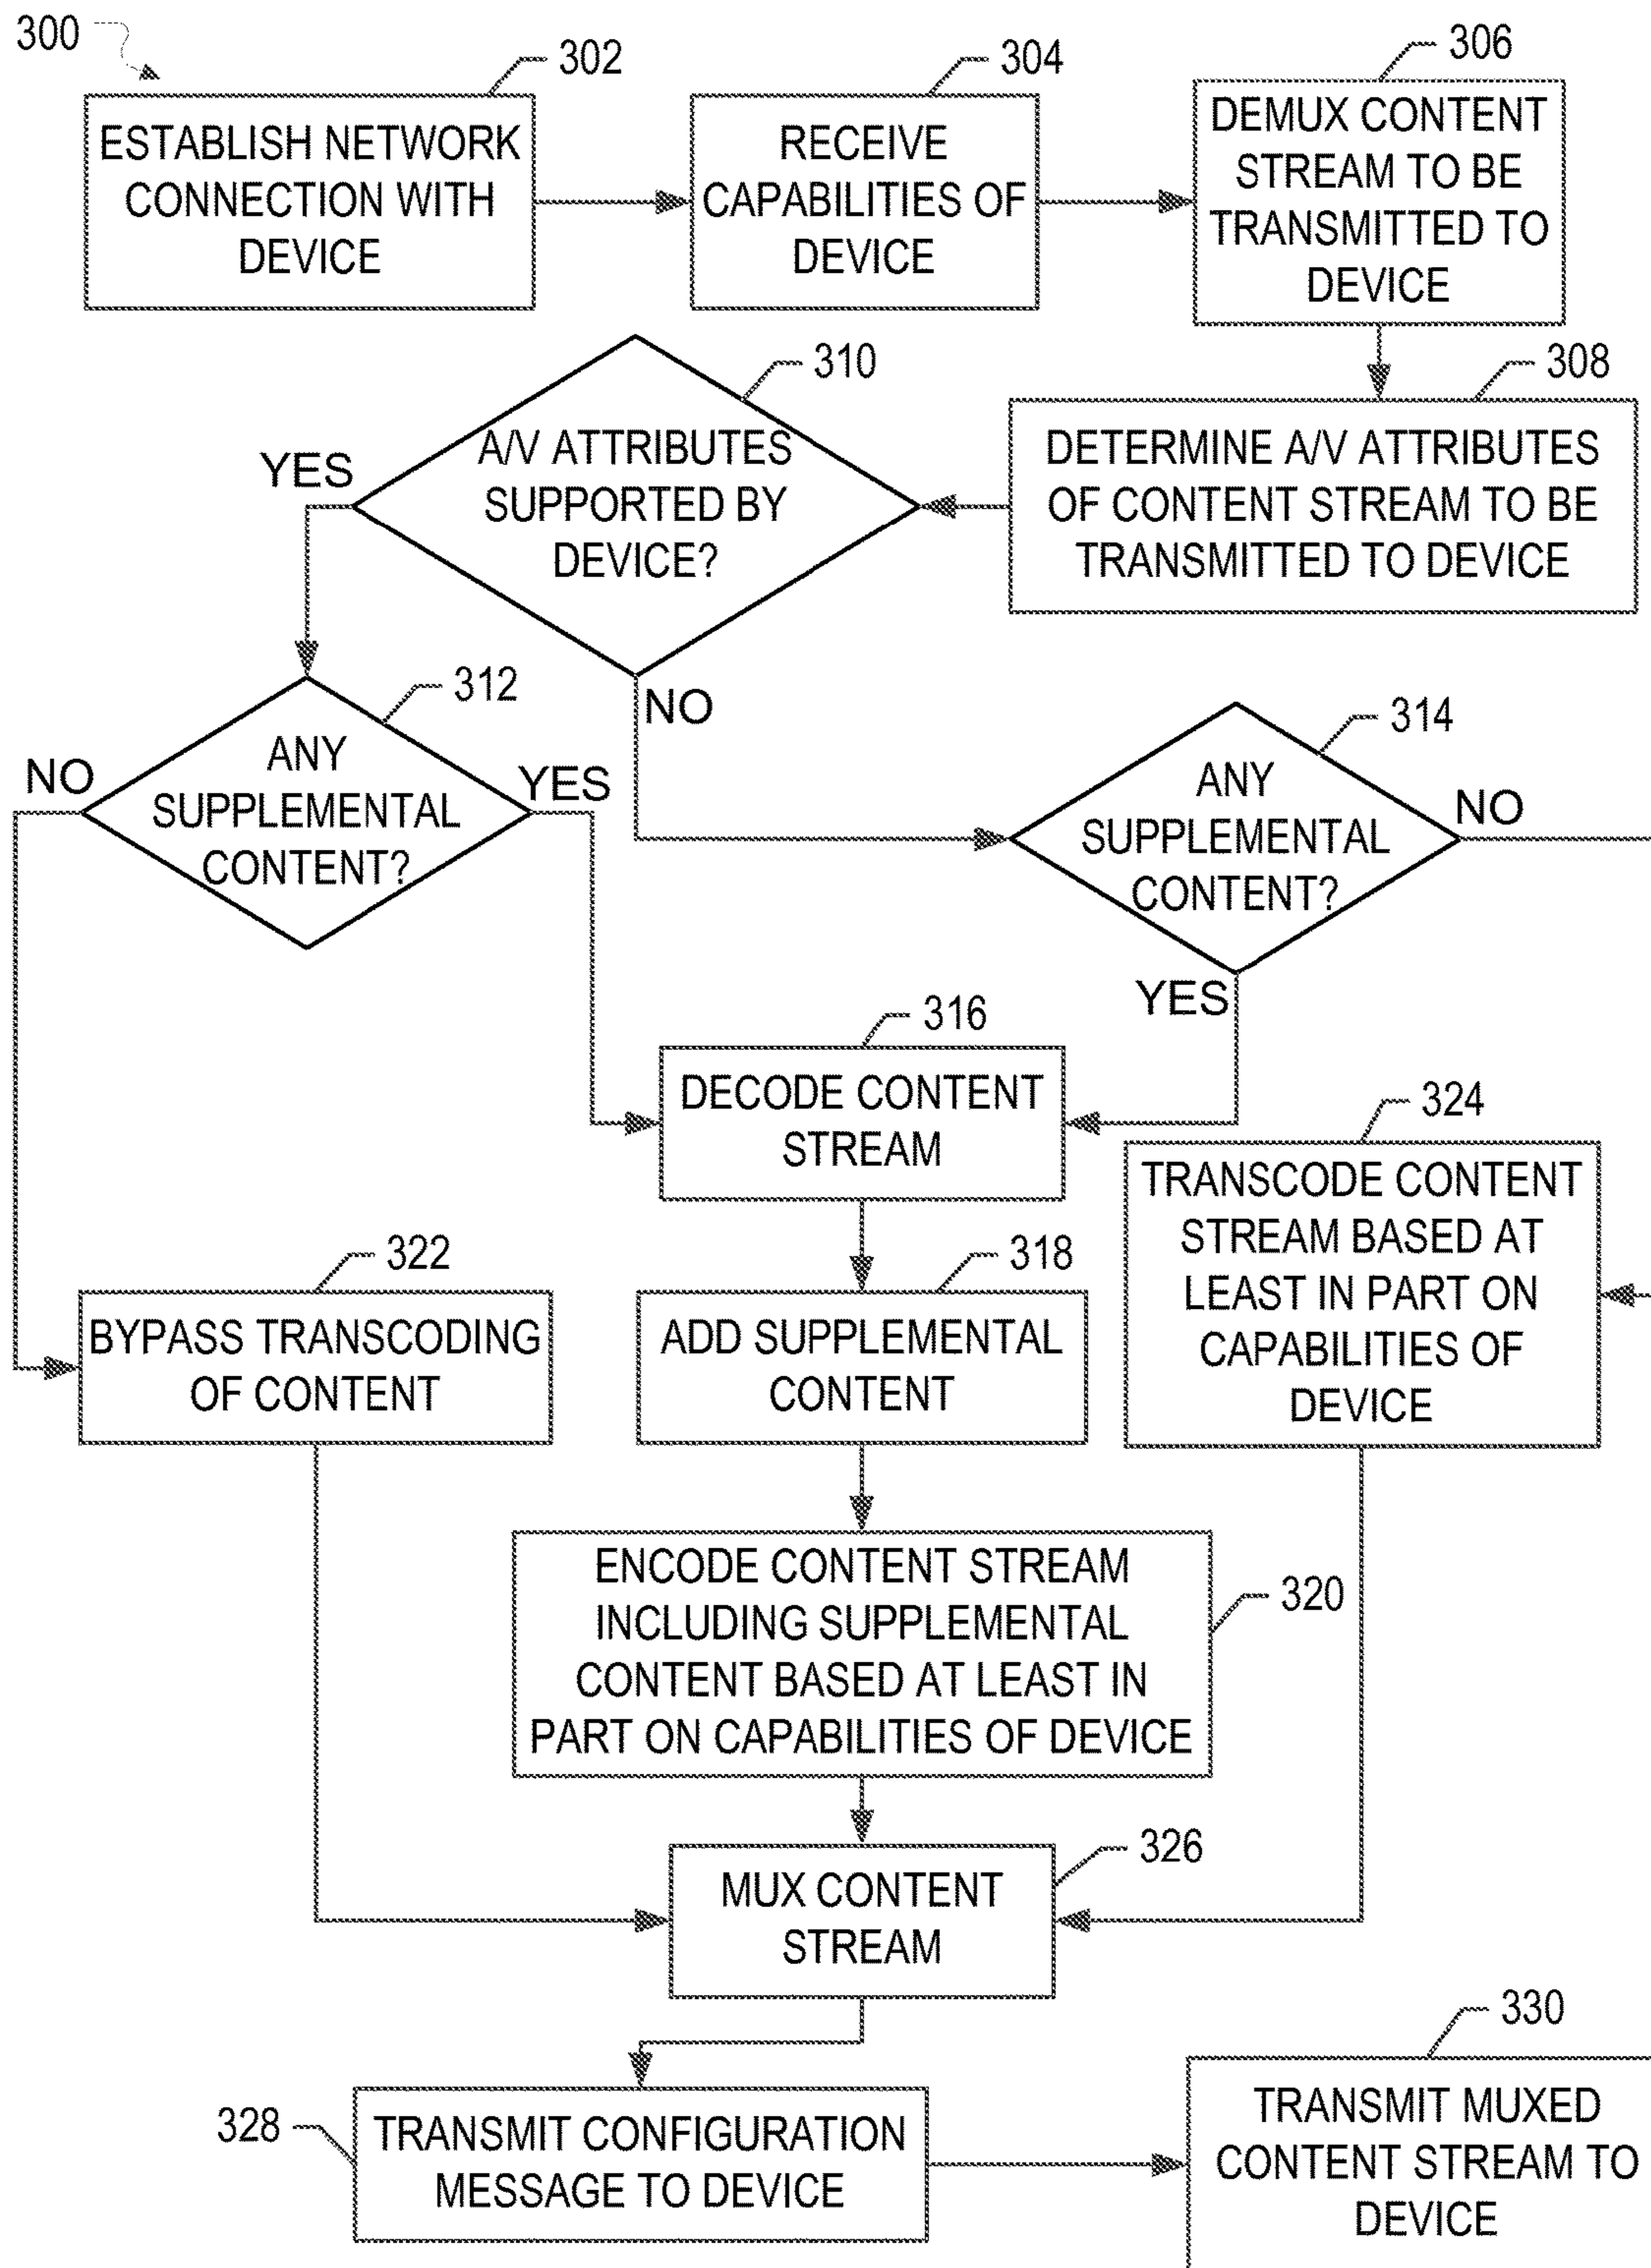 300
302
ESTABLISH NETWORK
CONNECTION WITH
DEVICE
304
RECEIVE
CAPABILITIES OF
DEVICE
306
DEMUX CONTENT
STREAM TO BE
TRANSMITTED TO
DEVICE
308
DETERMINE A/V ATTRIBUTES
OF CONTENT STREAM TO BE
TRANSMITTED TO DEVICE
310
A/V ATTRIBUTES
SUPPORTED BY
DEVICE?
YES
NO
312
ANY
SUPPLEMENTAL
CONTENT?
NO
YES
314
ANY
SUPPLEMENTAL
CONTENT?
NO
YES
316
DECODE CONTENT
STREAM
318
ADD SUPPLEMENTAL
CONTENT
320
ENCODE CONTENT STREAM
INCLUDING SUPPLEMENTAL
CONTENT BASED AT LEAST IN
PART ON CAPABILITIES OF DEVICE
322
BYPASS TRANSCODING
OF CONTENT
324
TRANSCODE CONTENT
STREAM BASED AT
LEAST IN PART ON
CAPABILITIES OF
DEVICE
326
MUX CONTENT
STREAM
328
TRANSMIT CONFIGURATION
MESSAGE TO DEVICE
330
TRANSMIT MUXED
CONTENT STREAM TO
DEVICE